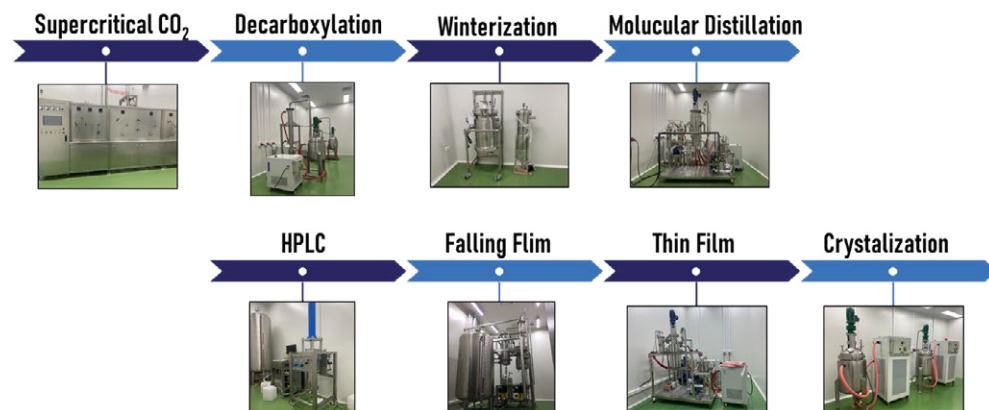 Supercritical CO₂
Decarboxylation
Winterization
Molucular Distillation
HPLC
Falling Flim
Thin Film
Crystalization